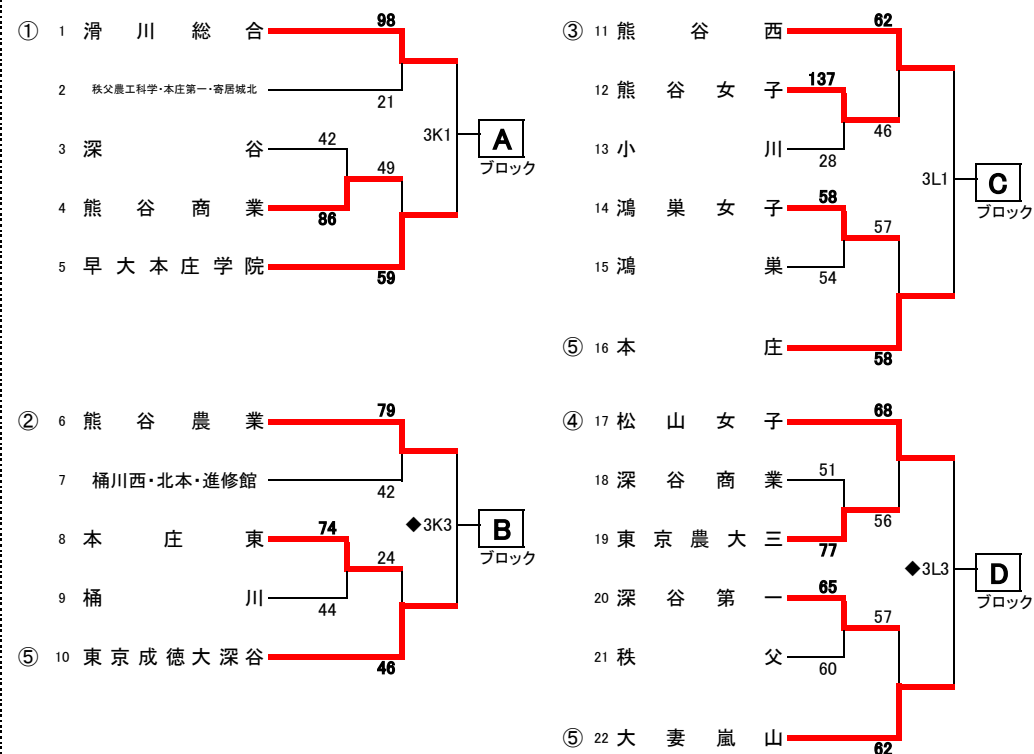 ① 1 滑川総合 98
2 秩父農工科学・本庄第一・寄居城北 21
3 深谷 42
3K1 A
ブロック
49
4 熊谷商業 86
5 早大本庄学院 59
② 6 熊谷農業 79
7 桶川西・北本・進修館 42
8 本庄東 74
◆3K3 B
ブロック
24
9 桶川 44
⑤ 10 東京成徳大深谷 46
③ 11 熊谷西 62
12 熊谷女子 137
46
13 小川 28
3L1 C
ブロック
14 鴻巣女子 58
57
15 鴻巣 54
⑤ 16 本庄 58
④ 17 松山女子 68
18 深谷商業 51
56
19 東京農大三 77
◆3L3 D
ブロック
20 深谷第一 65
57
21 秩父 60
⑤ 22 大妻嵐山 62